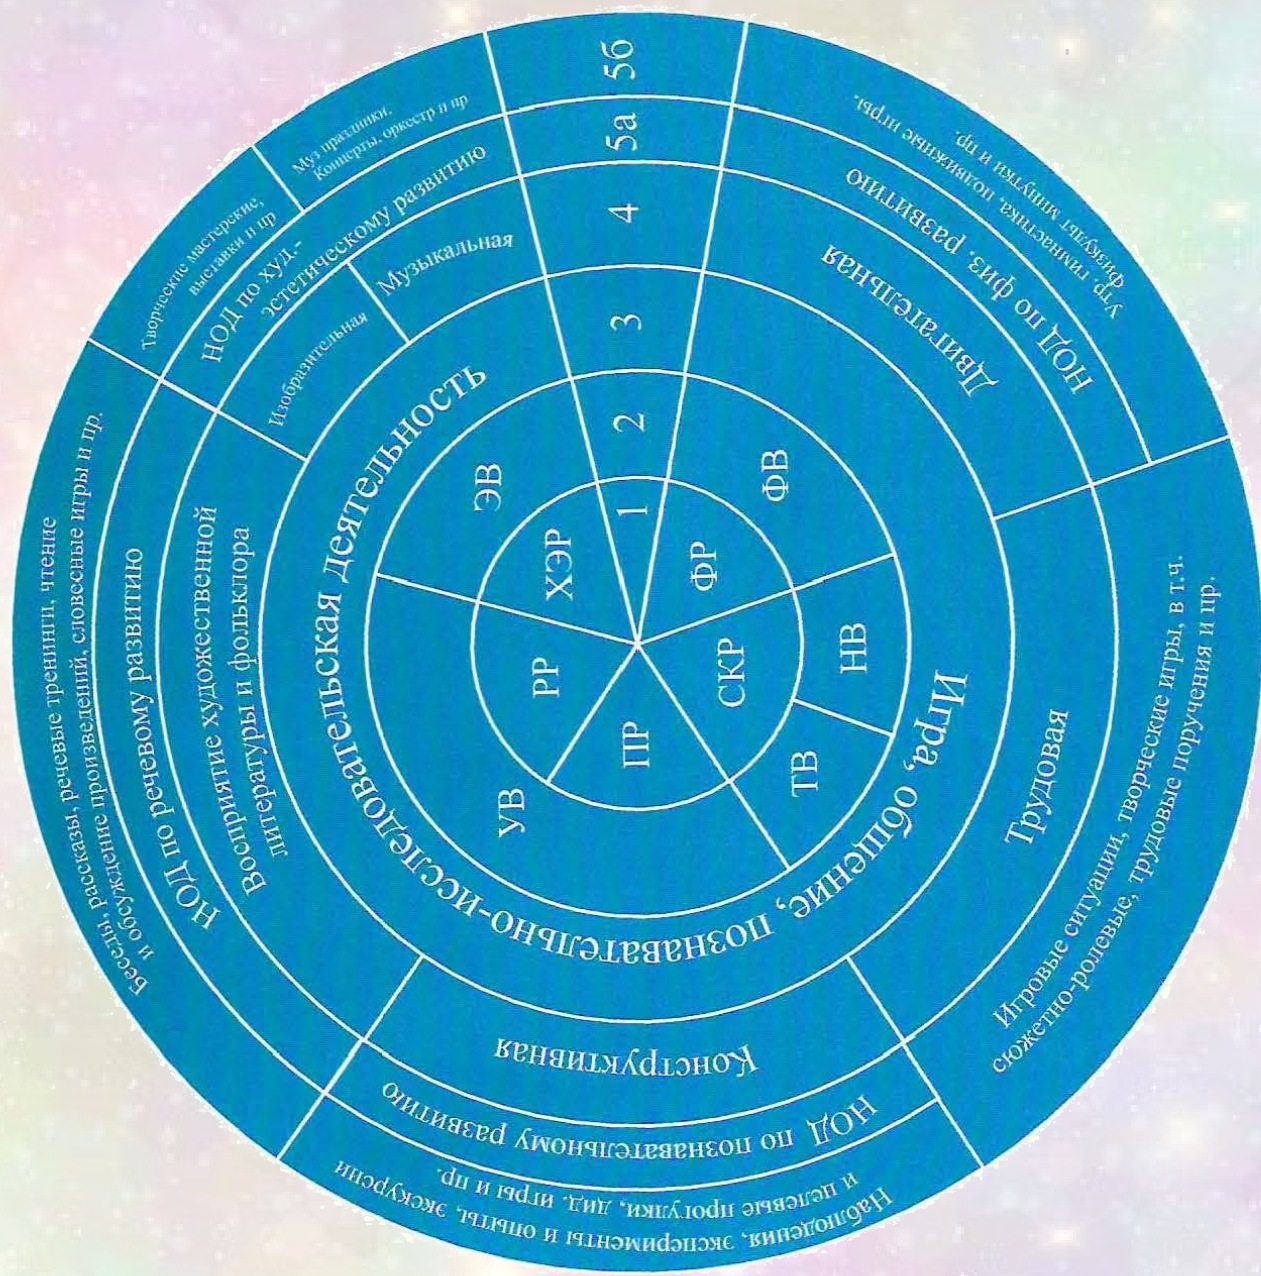 5б
5а
4
3
2
1
ХЭР
ФР
СКР
ПР
РР
ЭВ
ФВ
НВ
ТВ
УВ
Игра, общение, познавательно-исследовательская деятельность
Музыкальная
Изобразительная
Двигательная
Трудовая
Конструктивная
Восприятие художественной
литературы и фольклора
НОД по худ.-
эстетическому развитию
НОД по физ. развитию
НОД по познавательному развитию
НОД по речевому развитию
Муз праздники,
Концерты, оркестр и пр
Творческие мастерские,
выставки и пр
Утр гимнастика, подвижные игры,
Физкульт минутки и пр.
Игровые ситуации, творческие игры, в т.ч.
сюжетно-ролевые, трудовые поручения и пр.
Наблюдения, эксперименты и опыты, экскурсии
и целевые прогулки, дид. игры и пр.
Беседы, рассказы, речевые тренинги, чтение
и обсуждение произведений, словесные игры и пр.